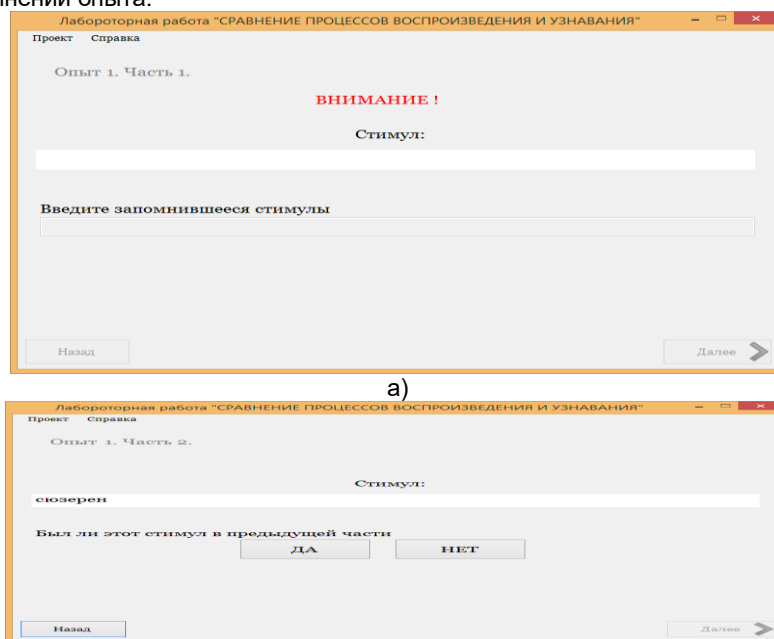 нении опыта.
Лабороторная работа "СРАВНЕНИЕ ПРОЦЕССОВ ВОСПРОИЗВЕДЕНИЯ И УЗНАВАНИЯ"
Проект Справка
Опыт 1. Часть 1.
ВНИМАНИЕ !
Стимул:
Введите запомнившееся стимулы
Назад Далее
а)
Лабороторная работа "СРАВНЕНИЕ ПРОЦЕССОВ ВОСПРОИЗВЕДЕНИЯ И УЗНАВАНИЯ"
Проект Справка
Опыт 1. Часть 2.
Стимул:
сюзерен
Был ли этот стимул в предыдущей части
ДА НЕТ
Назад Далее